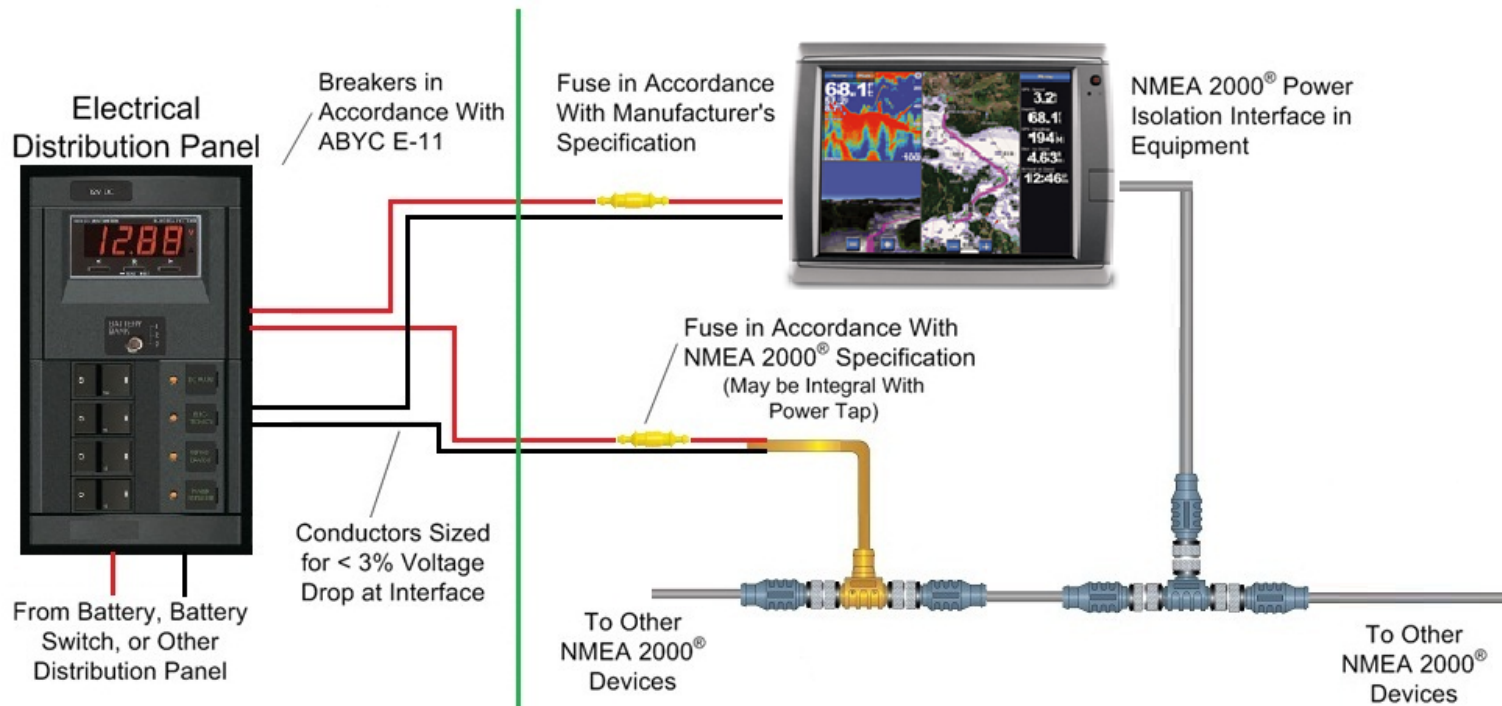 Electrical
Distribution Panel
Breakers in
Accordance With
ABYC E-11
Fuse in Accordance
With Manufacturer's
Specification
NMEA 2000® Power
Isolation Interface in
Equipment
12.88
BATTERY
BANK
68.1
100
3.2
68.1
194
4.63
12:46
Fuse in Accordance With
NMEA 2000® Specification
(May be Integral With
Power Tap)
Conductors Sized
for < 3% Voltage
Drop at Interface
From Battery, Battery
Switch, or Other
Distribution Panel
To Other
NMEA 2000®
Devices
To Other
NMEA 2000®
Devices